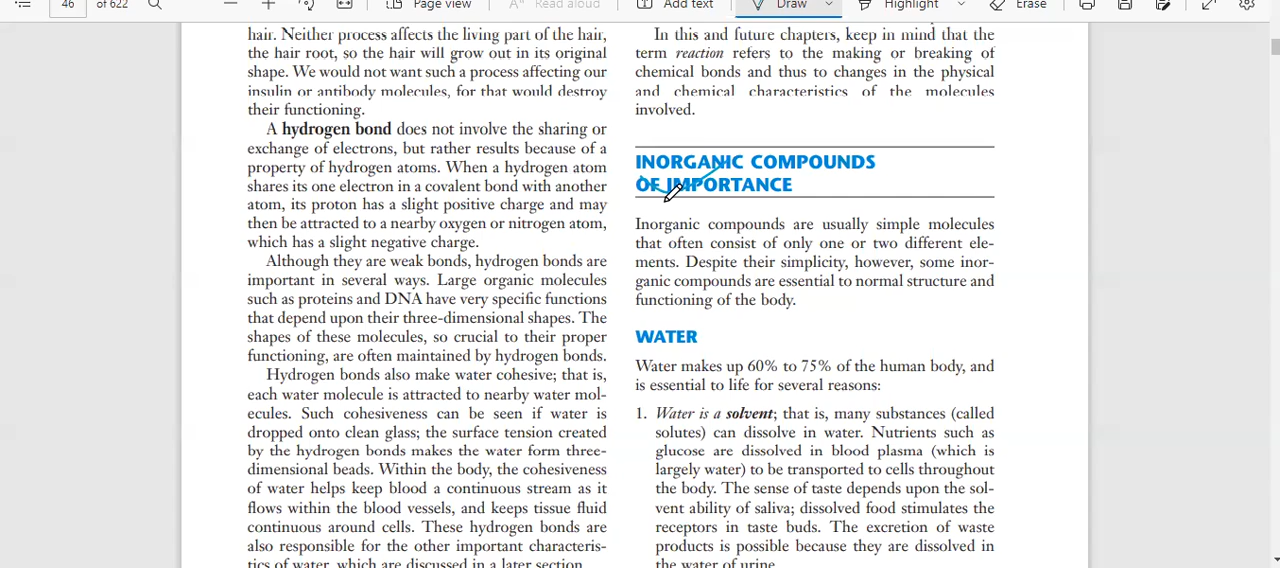 46 of 622
Page view
Read aloud
Add text
Draw
Highlight
Erase
hair. Neither process affects the living part of the hair,
the hair root, so the hair will grow out in its original
shape. We would not want such a process affecting our
insulin or antibody molecules, for that would destroy
their functioning.
A hydrogen bond does not involve the sharing or
exchange of electrons, but rather results because of a
property of hydrogen atoms. When a hydrogen atom
shares its one electron in a covalent bond with another
atom, its proton has a slight positive charge and may
then be attracted to a nearby oxygen or nitrogen atom,
which has a slight negative charge.
Although they are weak bonds, hydrogen bonds are
important in several ways. Large organic molecules
such as proteins and DNA have very specific functions
that depend upon their three-dimensional shapes. The
shapes of these molecules, so crucial to their proper
functioning, are often maintained by hydrogen bonds.
Hydrogen bonds also make water cohesive; that is,
each water molecule is attracted to nearby water mol-
ecules. Such cohesiveness can be seen if water is
dropped onto clean glass; the surface tension created
by the hydrogen bonds makes the water form three-
dimensional beads. Within the body, the cohesiveness
of water helps keep blood a continuous stream as it
flows within the blood vessels, and keeps tissue fluid
continuous around cells. These hydrogen bonds are
also responsible for the other important characteris-
tics of water, which are discussed in a later section.
In this and future chapters, keep in mind that the
term reaction refers to the making or breaking of
chemical bonds and thus to changes in the physical
and chemical characteristics of the molecules
involved.
INORGANIC COMPOUNDS
OF IMPORTANCE
Inorganic compounds are usually simple molecules
that often consist of only one or two different ele-
ments. Despite their simplicity, however, some inor-
ganic compounds are essential to normal structure and
functioning of the body.
WATER
Water makes up 60% to 75% of the human body, and
is essential to life for several reasons:
1. Water is a solvent; that is, many substances (called
solutes) can dissolve in water. Nutrients such as
glucose are dissolved in blood plasma (which is
largely water) to be transported to cells throughout
the body. The sense of taste depends upon the sol-
vent ability of saliva; dissolved food stimulates the
receptors in taste buds. The excretion of waste
products is possible because they are dissolved in
the water of urine.